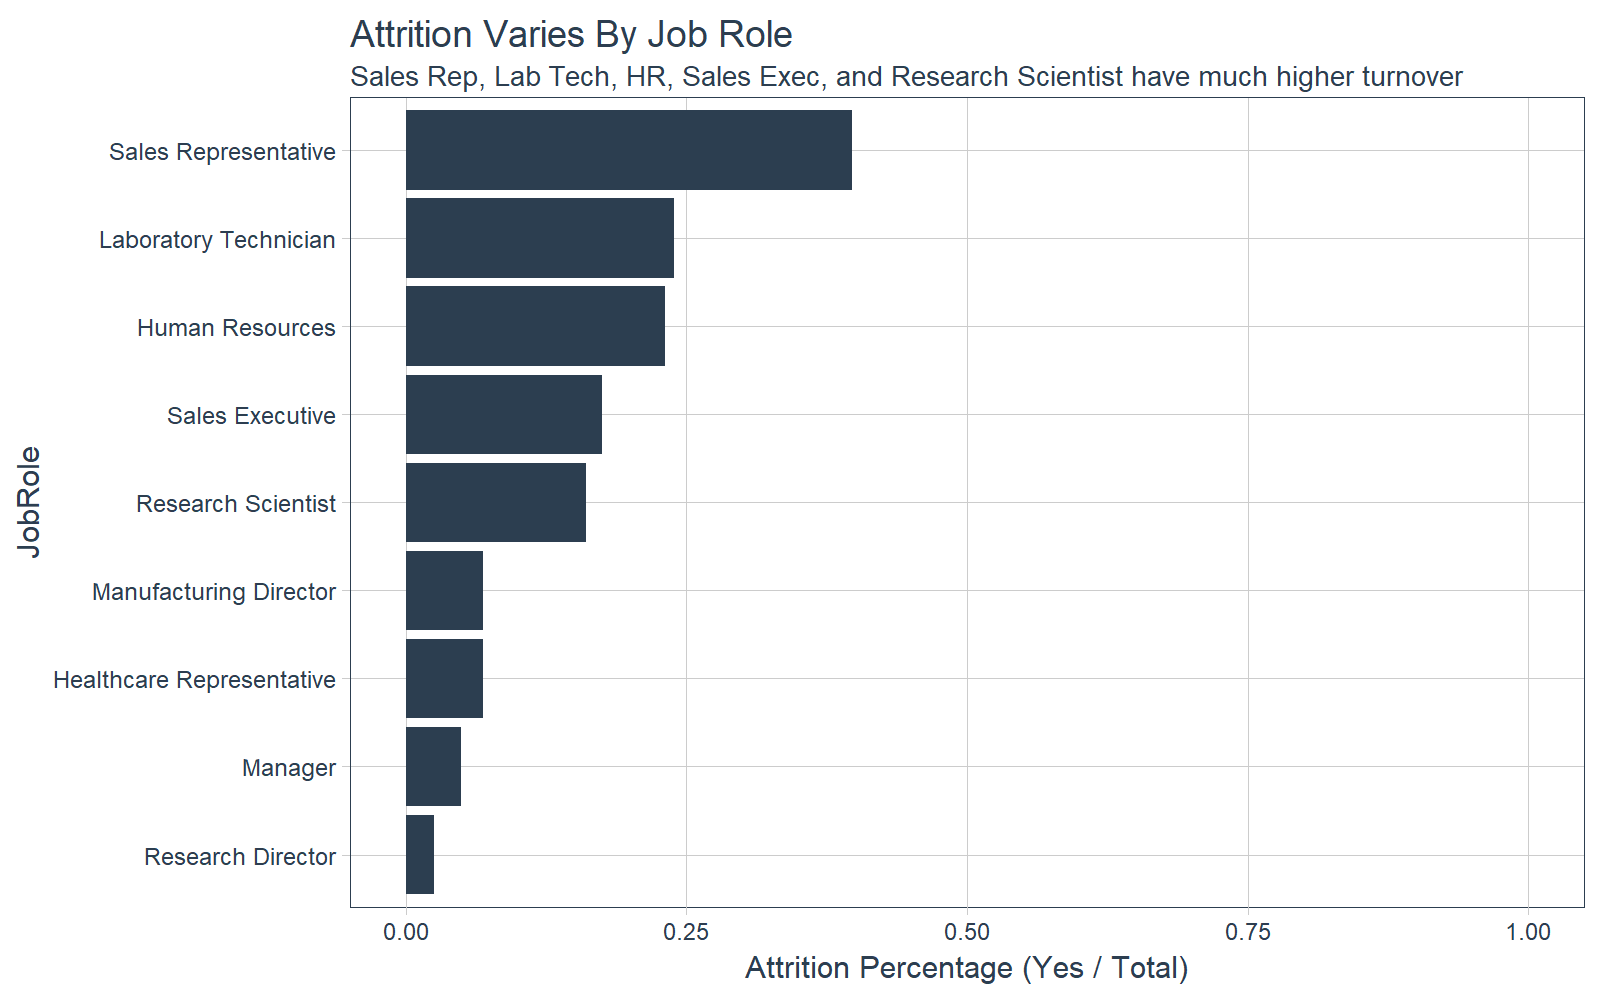 Attrition Varies By Job Role
Sales Rep, Lab Tech, HR, Sales Exec, and Research Scientist have much higher turnover
JobRole
Sales Representative
Laboratory Technician
Human Resources
Sales Executive
Research Scientist
Manufacturing Director
Healthcare Representative
Manager
Research Director
0.00 0.25 0.50 0.75 1.00
Attrition Percentage (Yes / Total)